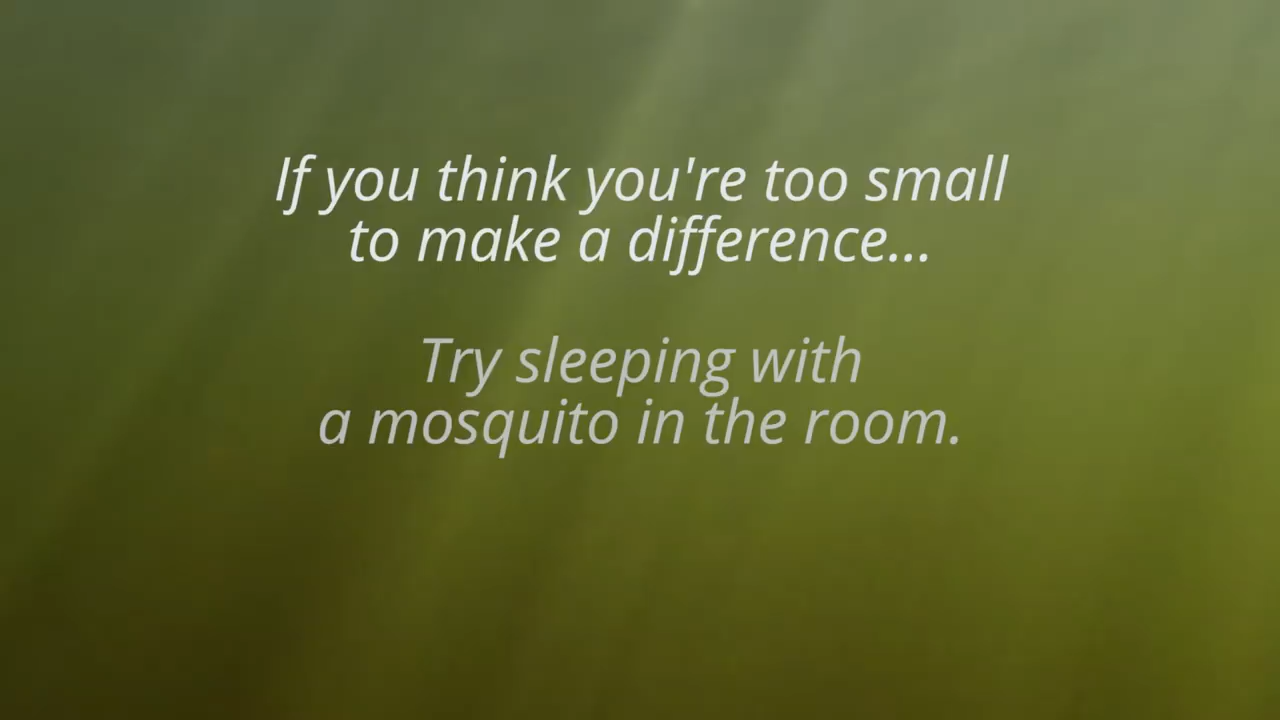 If you think you're too small
to make a difference...
Try sleeping with
a mosquito in the room.